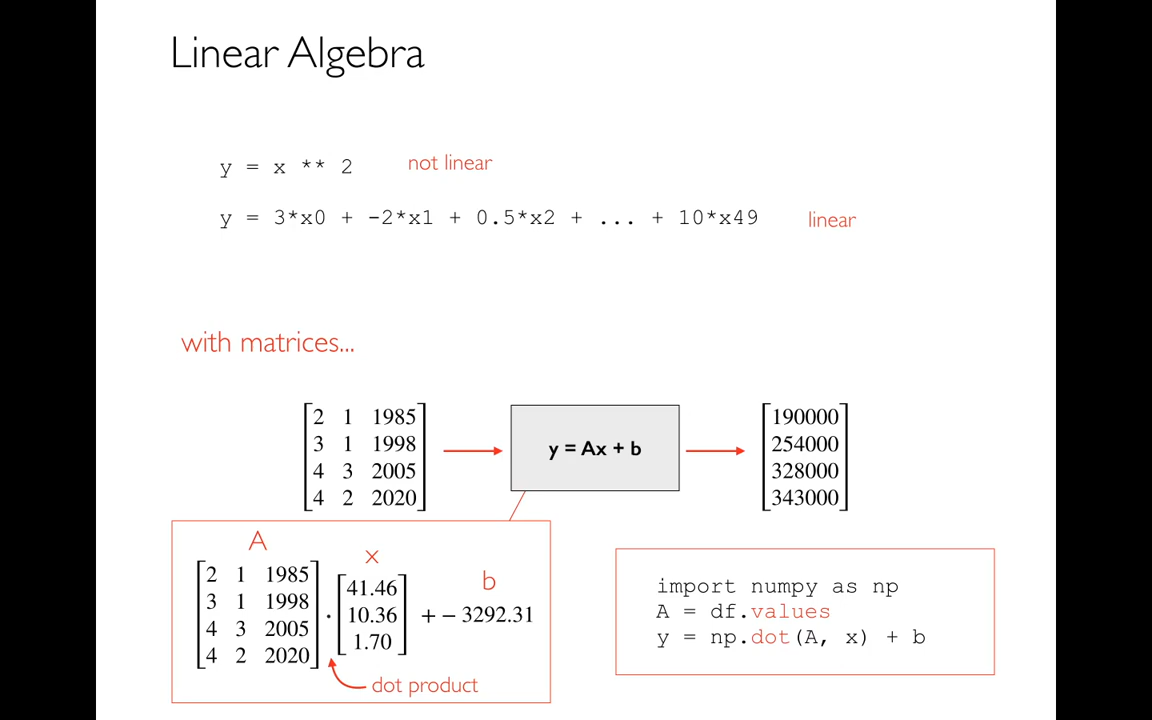 Linear Algebra
y = x ** 2 not linear
y = 3*x0 + -2*x1 + 0.5*x2 + ... + 10*x49 linear
with matrices...
2 1 1985
3 1 1998
4 3 2005
4 2 2020
y = Ax + b
190000
254000
328000
343000
A
x
b
2 1 1985
3 1 1998
4 3 2005
4 2 2020
·
41.46
10.36
1.70
+ − 3292.31
dot product
import numpy as np
A = df.values
y = np.dot(A, x) + b